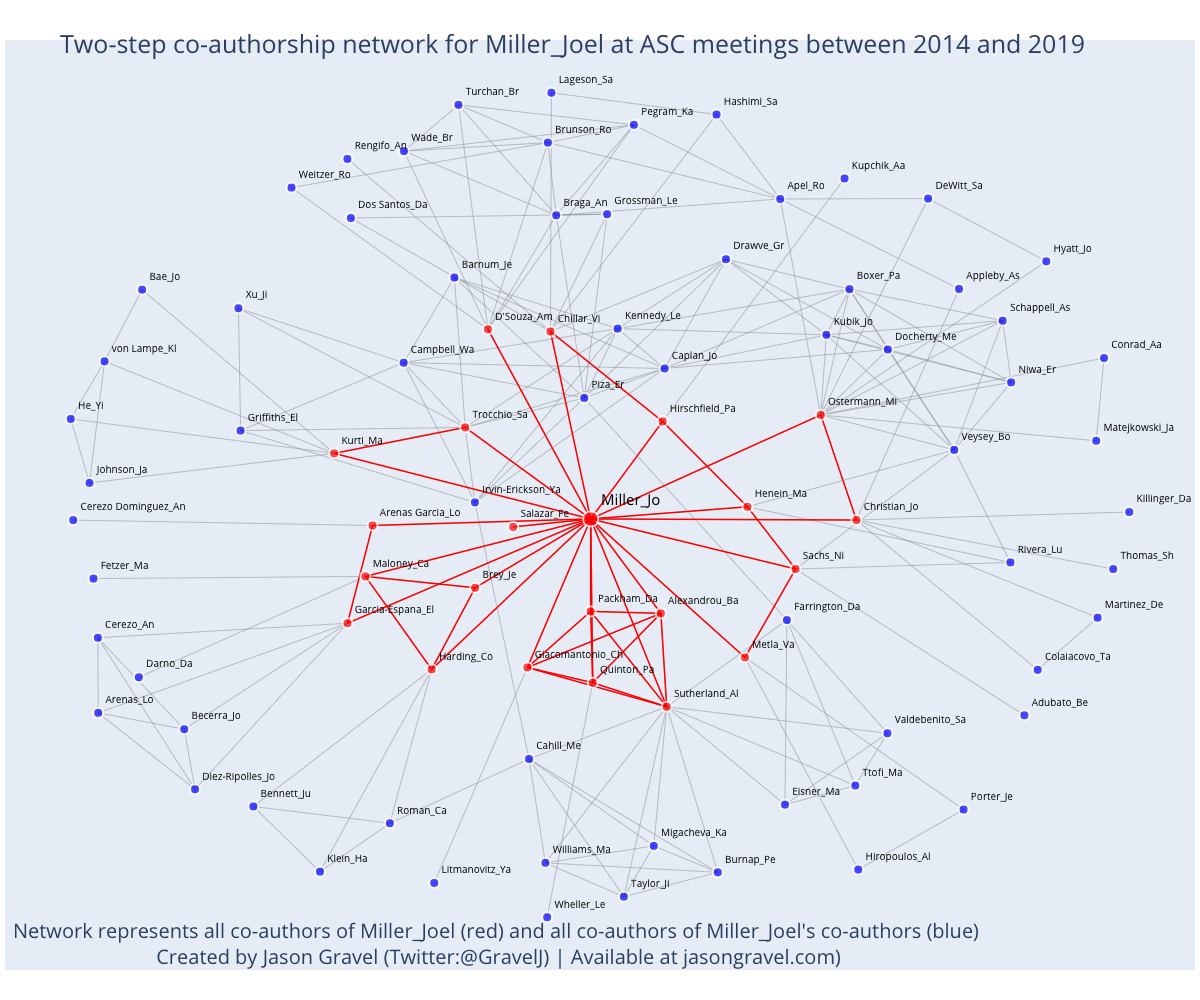 Two-step co-authorship network for Miller_Joel at ASC meetings between 2014 and 2019
Lageson_Sa
Turchan_Br
Hashimi_Sa
Pegram_Ka
Brunson_Ro
Wade_Br
Rengifo_An
Kupchik_Aa
Weitzer_Ro
Apel_Ro
DeWitt_Sa
Dos Santos_Da
Braga_An
Grossman_Le
Drawve_Gr
Hyatt_Jo
Barnum_Je
Bae_Jo
Boxer_Pa
Appleby_As
Xu_Ji
Schappell_As
D'Souza_Am
Chillar_Vi
Kennedy_Le
Kubik_Jo
Docherty_Me
von Lampe_Kl
Campbell_Wa
Caplan_Jo
Conrad_Aa
Niwa_Er
Piza_Er
He_Yi
Griffiths_El
Trocchio_Sa
Hirschfield_Pa
Ostermann_Mi
Matejkowski_Ja
Kurti_Ma
Veysey_Bo
Johnson_Ja
Irvin-Erickson_Ya
Miller_Jo
Henein_Ma
Killinger_Da
Cerezo Dominguez_An
Arenas Garcia_Lo
Salazar_Fe
Christian_Jo
Fetzer_Ma
Maloney_Ca
Brey_Je
Sachs_Ni
Rivera_Lu
Thomas_Sh
Garcia-Espana_El
Packham_Da
Alexandrou_Ba
Farrington_Da
Martinez_De
Cerezo_An
Darno_Da
Harding_Co
Giacomantonio_Ch
Quinton_Pa
Metla_Va
Colaiacovo_Ta
Arenas_Lo
Becerra_Jo
Sutherland_Al
Adubato_Be
Valdebenito_Sa
Cahill_Me
Diez-Ripolles_Jo
Ttofi_Ma
Bennett_Ju
Eisner_Ma
Roman_Ca
Porter_Je
Migacheva_Ka
Klein_Ha
Williams_Ma
Burnap_Pe
Hiropoulos_Al
Litmanovitz_Ya
Taylor_Ji
Wheller_Le
Network represents all co-authors of Miller_Joel (red) and all co-authors of Miller_Joel's co-authors (blue)
Created by Jason Gravel (Twitter:@GravelJ) | Available at jasongravel.com)